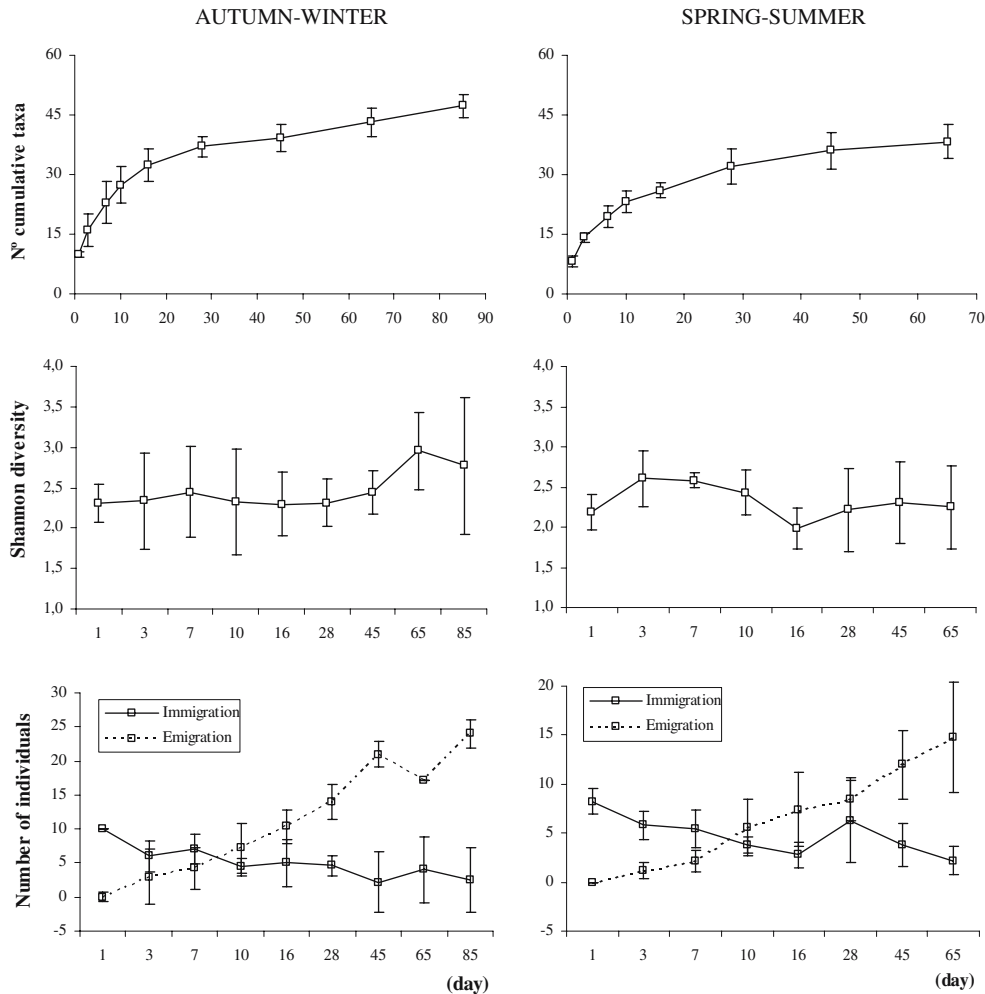 AUTUMN-WINTER
SPRING-SUMMER
Nº cumulative taxa
60
45
30
15
0
0 10 20 30 40 50 60 70 80 90
60
45
30
15
0
0 10 20 30 40 50 60 70
Shannon diversity
4,0
3,5
3,0
2,5
2,0
1,5
1,0
1 3 7 10 16 28 45 65 85
4,0
3,5
3,0
2,5
2,0
1,5
1,0
1 3 7 10 16 28 45 65
Number of individuals
30
25
20
15
10
5
0
-5
Immigration
Emigration
1 3 7 10 16 28 45 65 85
(day)
20
15
10
5
0
-5
Immigration
Emigration
1 3 7 10 16 28 45 65
(day)